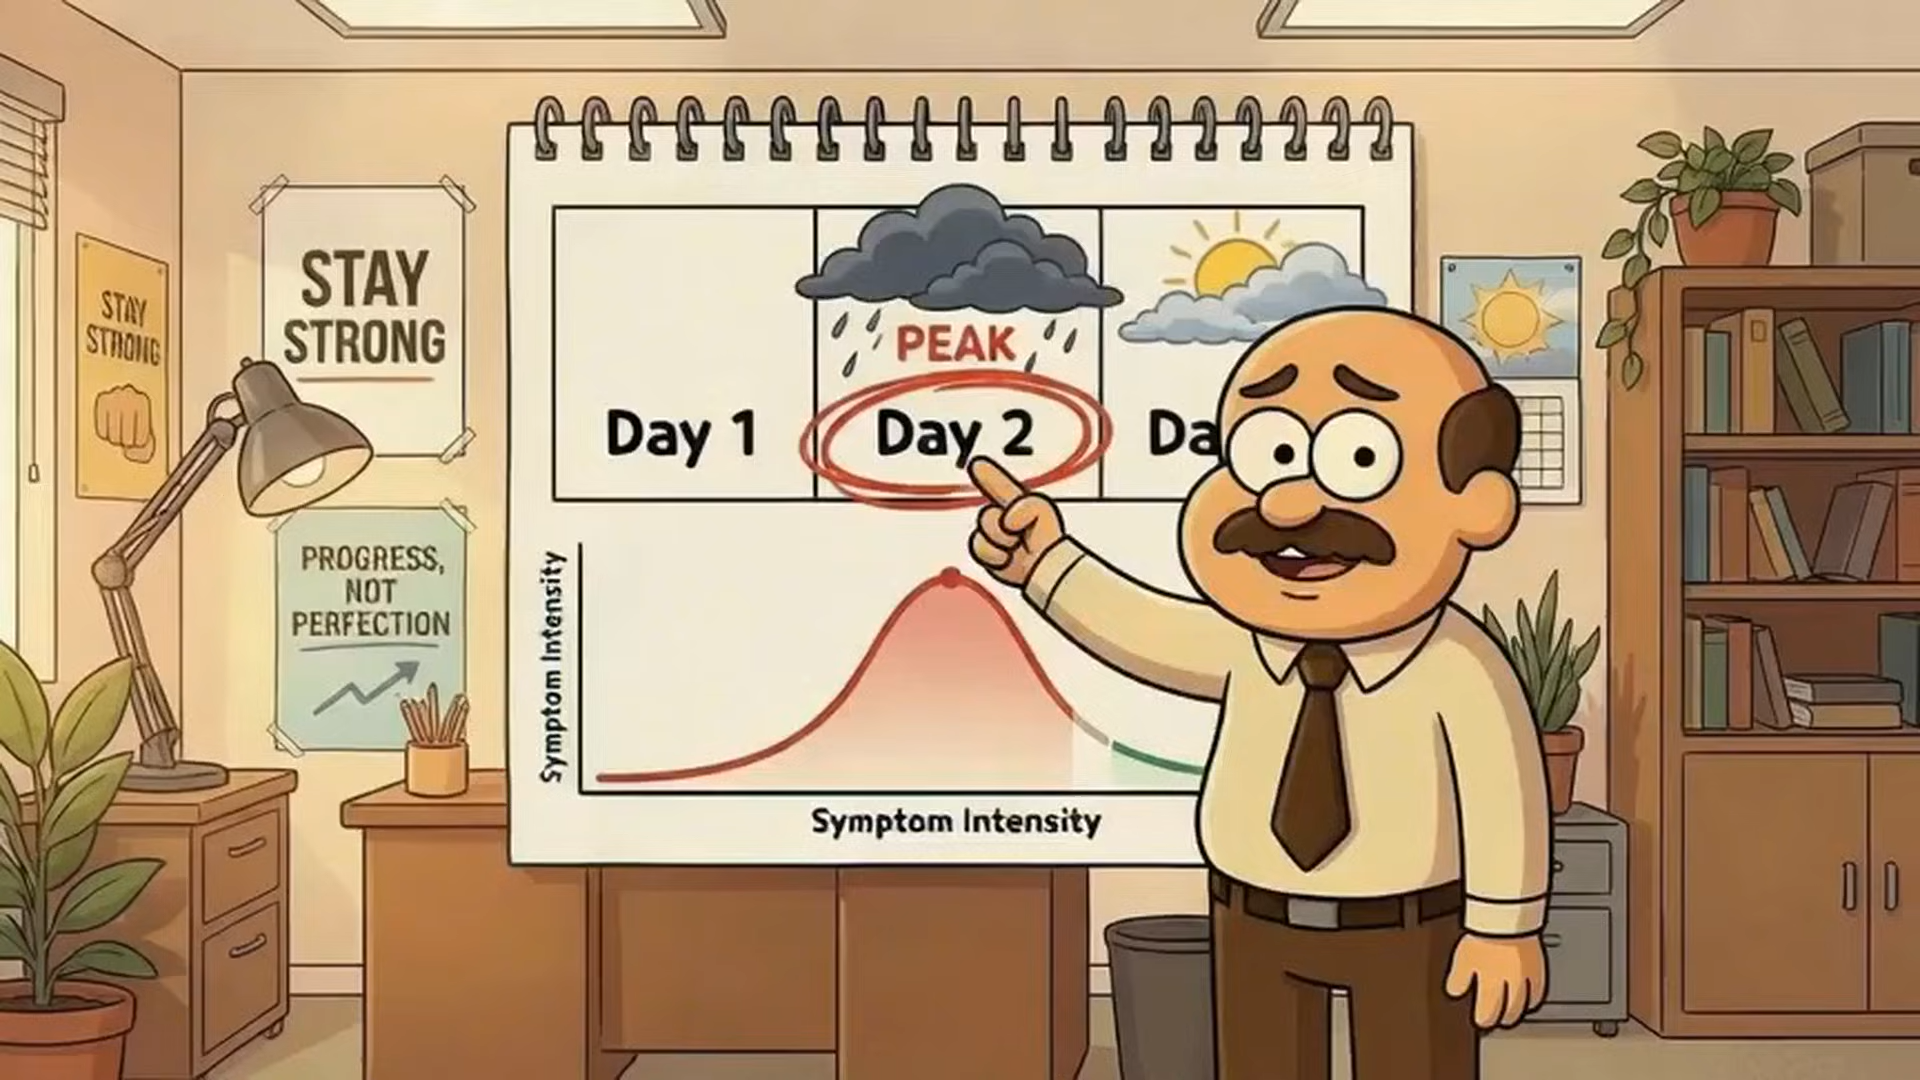 STAY
STRONG
STAY
STRONG
PROGRESS,
NOT
PERFECTION
PEAK
Day 1
Day 2
Da
Symptom Intensity
Symptom Intensity